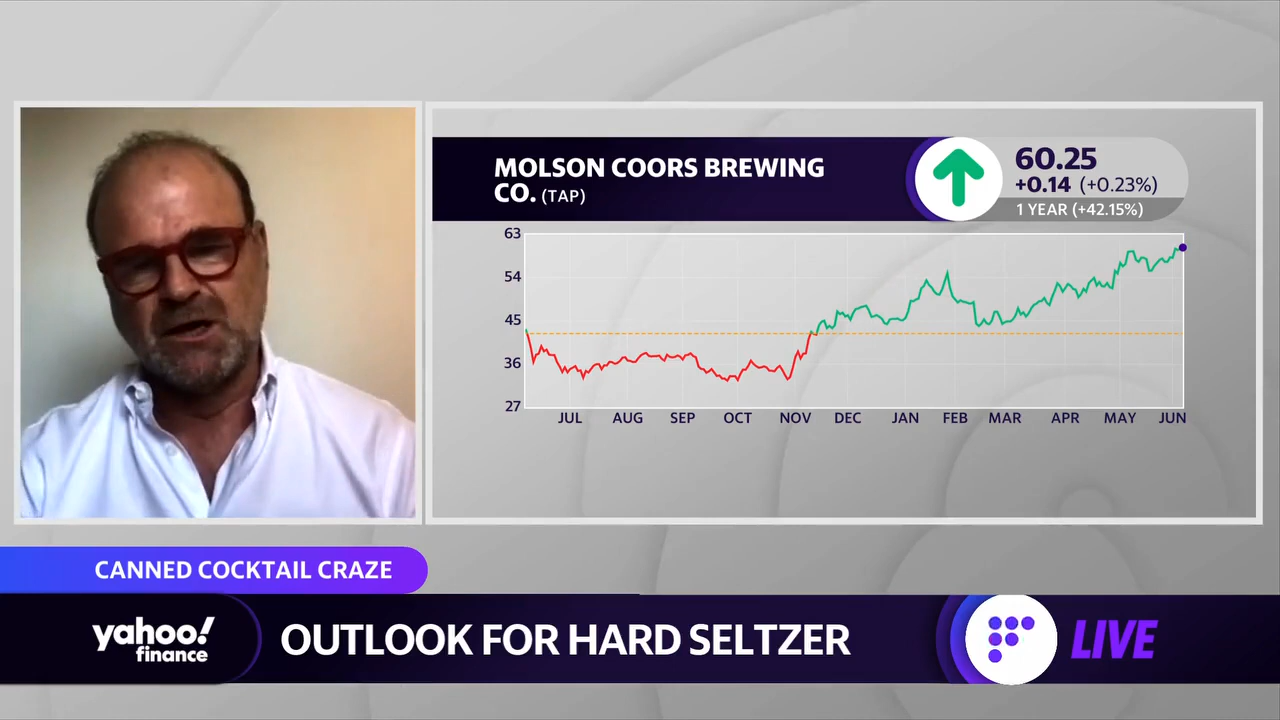 MOLSON COORS BREWING
CO. (TAP)
60.25
+0.14 (+0.23%)
1 YEAR (+42.15%)
63
54
45
36
27
JUL AUG SEP OCT NOV DEC JAN FEB MAR APR MAY JUN
CANNED COCKTAIL CRAZE
yahoo!
finance
OUTLOOK FOR HARD SELTZER
LIVE